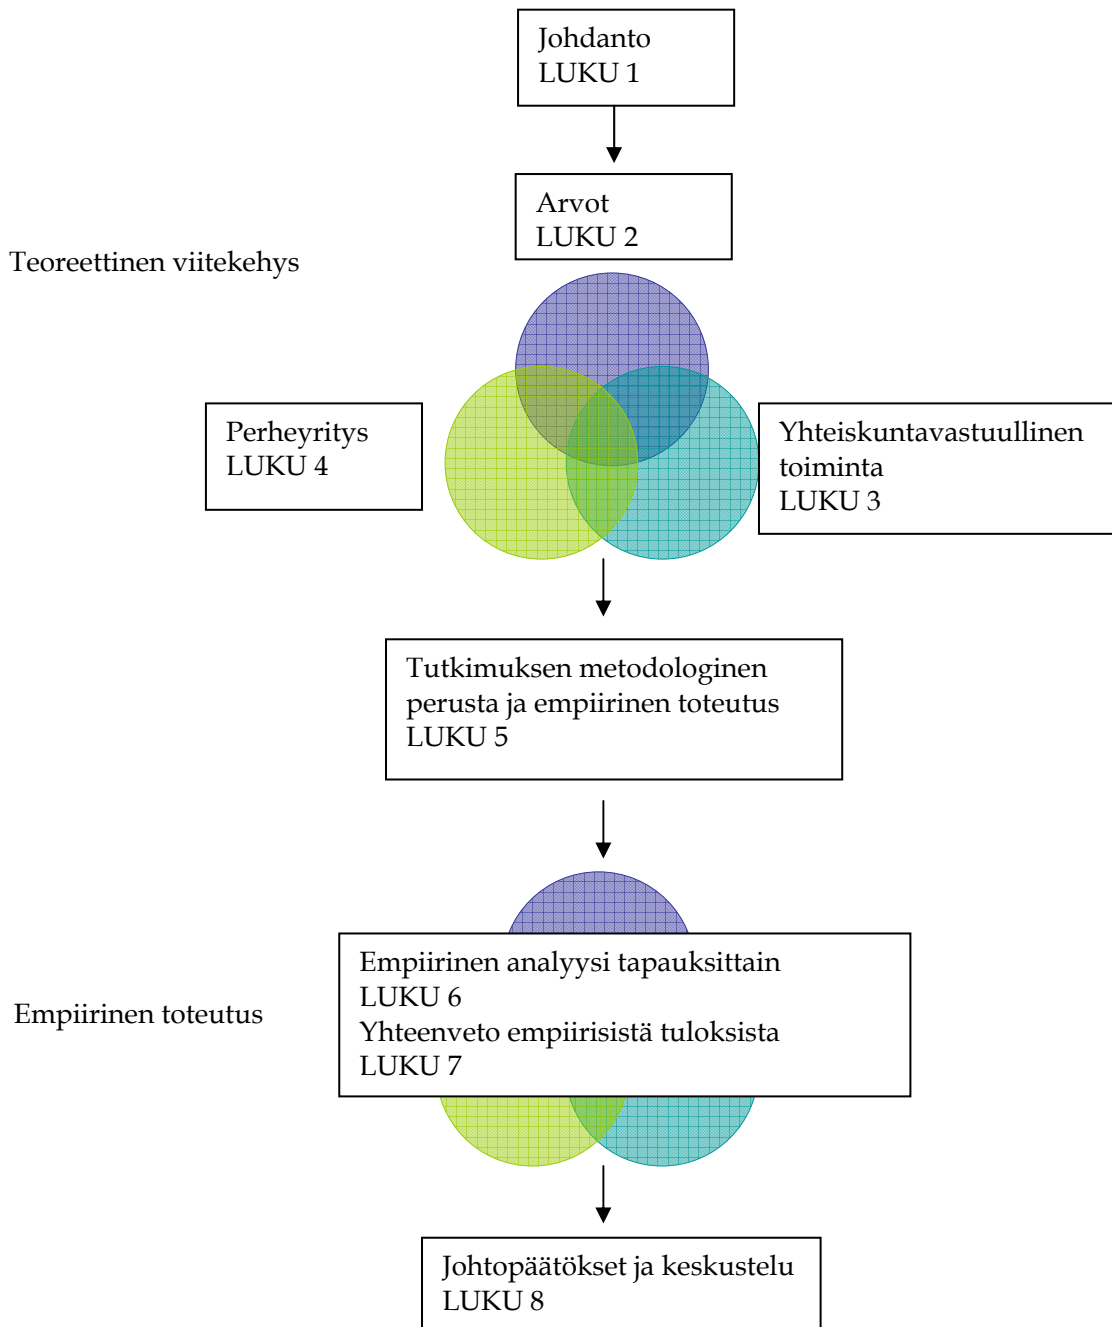 Johdanto
LUKU 1
Arvot
LUKU 2
Teoreettinen viitekehys
Perheyritys
LUKU 4
Yhteiskuntavastuullinen
toiminta
LUKU 3
Tutkimuksen metodologinen
perusta ja empiirinen toteutus
LUKU 5
Empiirinen analyysi tapauksittain
LUKU 6
Yhteenveto empiirisistä tuloksista
LUKU 7
Empiirinen toteutus
Johtopäätökset ja keskustelu
LUKU 8